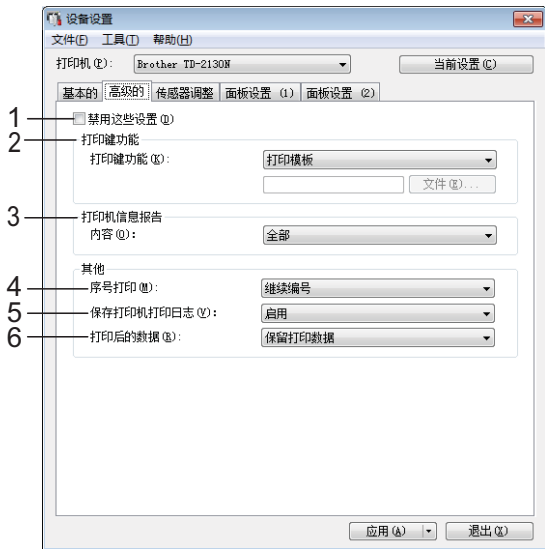 设备设置
文件(F) 工具(T) 帮助(H)
打印机(P): Brother TD-2130N 当前设置(C)
基本的 高级的 传感器调整 面板设置 (1) 面板设置 (2)
1 禁用这些设置(D)
2 打印键功能
打印键功能(K): 打印模板
文件(E)...
3 打印机信息报告
内容(O): 全部
其他
4 序号打印(M): 继续编号
5 保存打印机打印日志(V): 启用
6 打印后的数据(R): 保留打印数据
应用(A) 退出(X)